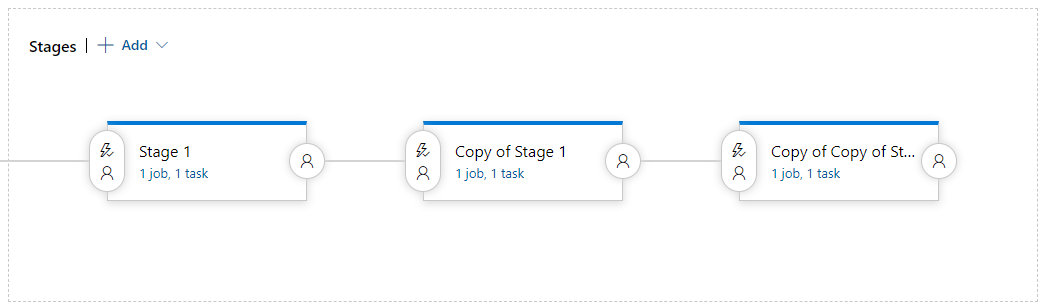 Stages | + Add
Stage 1
1 job, 1 task
Copy of Stage 1
1 job, 1 task
Copy of Copy of St...
1 job, 1 task